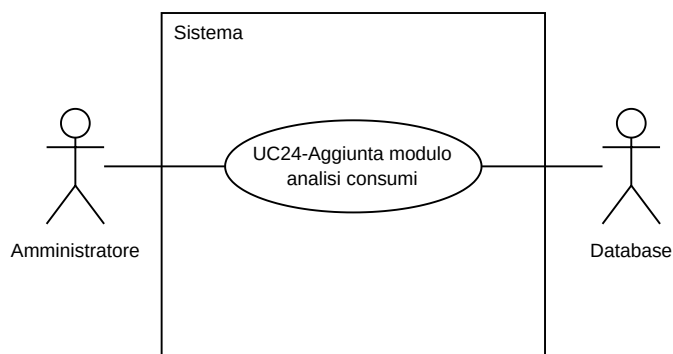 Sistema
UC24-Aggiunta modulo
analisi consumi
Amministratore
Database